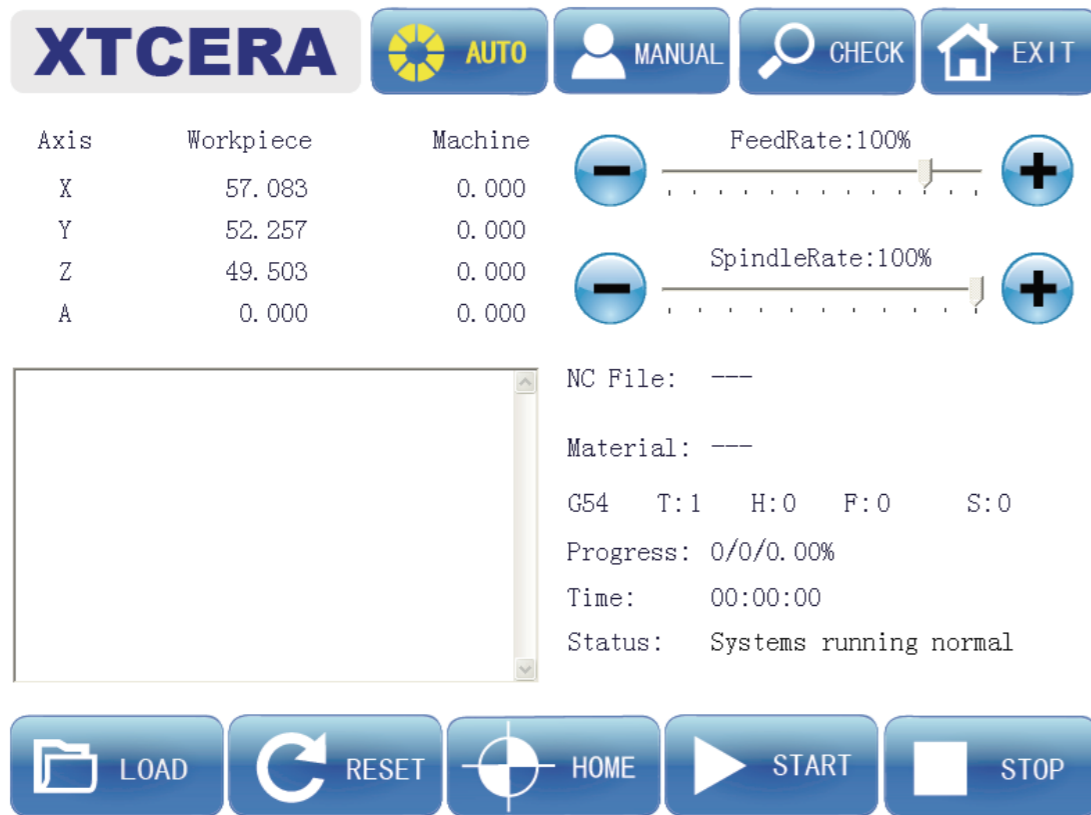 XTCERA AUTO MANUAL CHECK EXIT
Axis Workpiece Machine
X 57.083 0.000
Y 52.257 0.000
Z 49.503 0.000
A 0.000 0.000
FeedRate:100%
SpindleRate:100%
NC File: ---
Material: ---
G54 T:1 H:0 F:0 S:0
Progress: 0/0/0.00%
Time: 00:00:00
Status: Systems running normal
LOAD RESET HOME START STOP